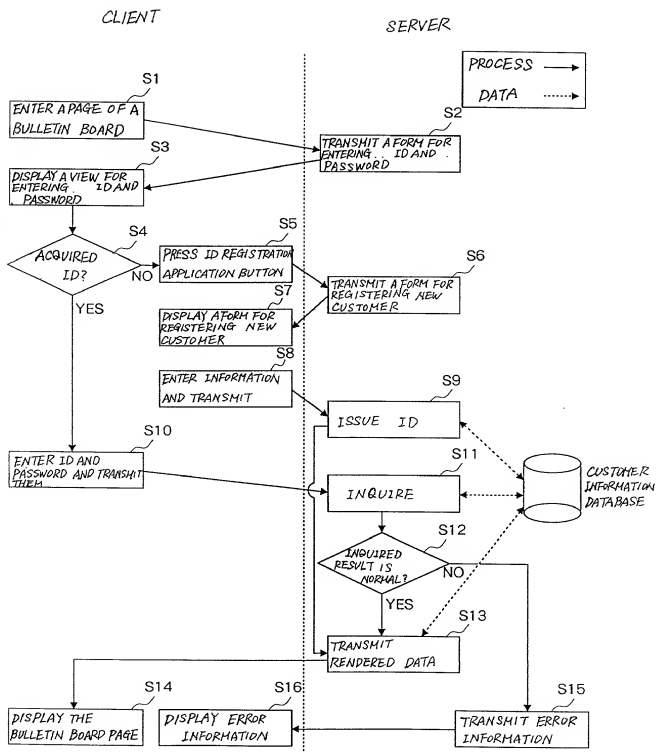 CLIENT
SERVER
PROCESS
DATA
S1
ENTER A PAGE OF A
BULLETIN BOARD
S2
TRANSMIT A FORM FOR
ENTERING.. ID AND .
PASSWORD
S3
DISPLAY A VIEW FOR
ENTERING. . ID AND.
. PASSWORD
S4
ACQUIRED
ID?
NO
YES
S5
PRESS ID REGISTRATION
APPLICATION BUTTON
S6
TRANSMIT A FORM FOR
REGISTERING NEW
CUSTOMER
S7
DISPLAY A FORM FOR
REGISTERING NEW
CUSTOMER
S8
ENTER INFORMATION
AND TRANSMIT
S9
ISSUE ID
S10
ENTER ID AND
PASSWORD AND TRANSMIT
THEM
S11
INQUIRE
CUSTOMER
INFORMATION
DATABASE
S12
INQUIRED
RESULT IS
NORMAL?
NO
YES
S13
TRANSMIT
RENDERED DATA
S14
DISPLAY THE
BULLETIN BOARD PAGE
S16
DISPLAY ERROR
INFORMATION
S15
TRANSMIT ERROR
INFORMATION